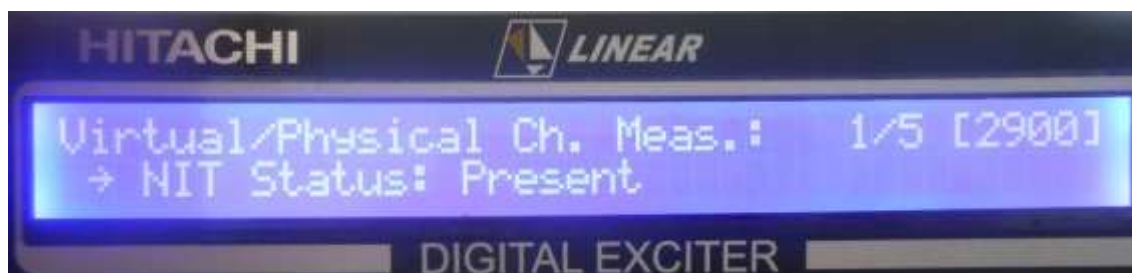 HITACHI LINEAR
Virtual/Physical Ch. Meas.: 1/5 [2900]
→ NIT Status: Present
DIGITAL EXCITER